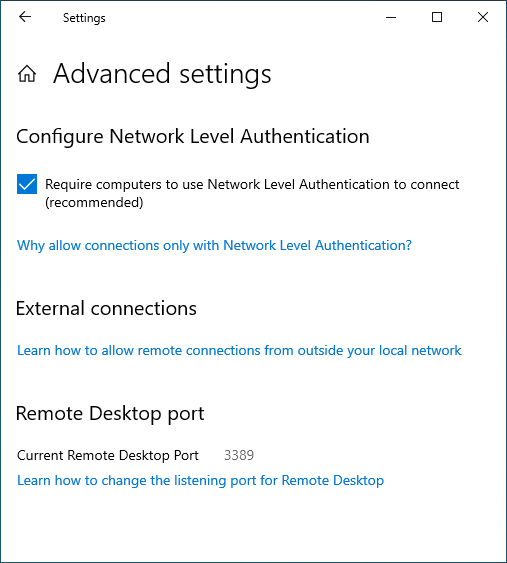 Settings
Advanced settings
Configure Network Level Authentication
Require computers to use Network Level Authentication to connect
(recommended)
Why allow connections only with Network Level Authentication?
External connections
Learn how to allow remote connections from outside your local network
Remote Desktop port
Current Remote Desktop Port 3389
Learn how to change the listening port for Remote Desktop